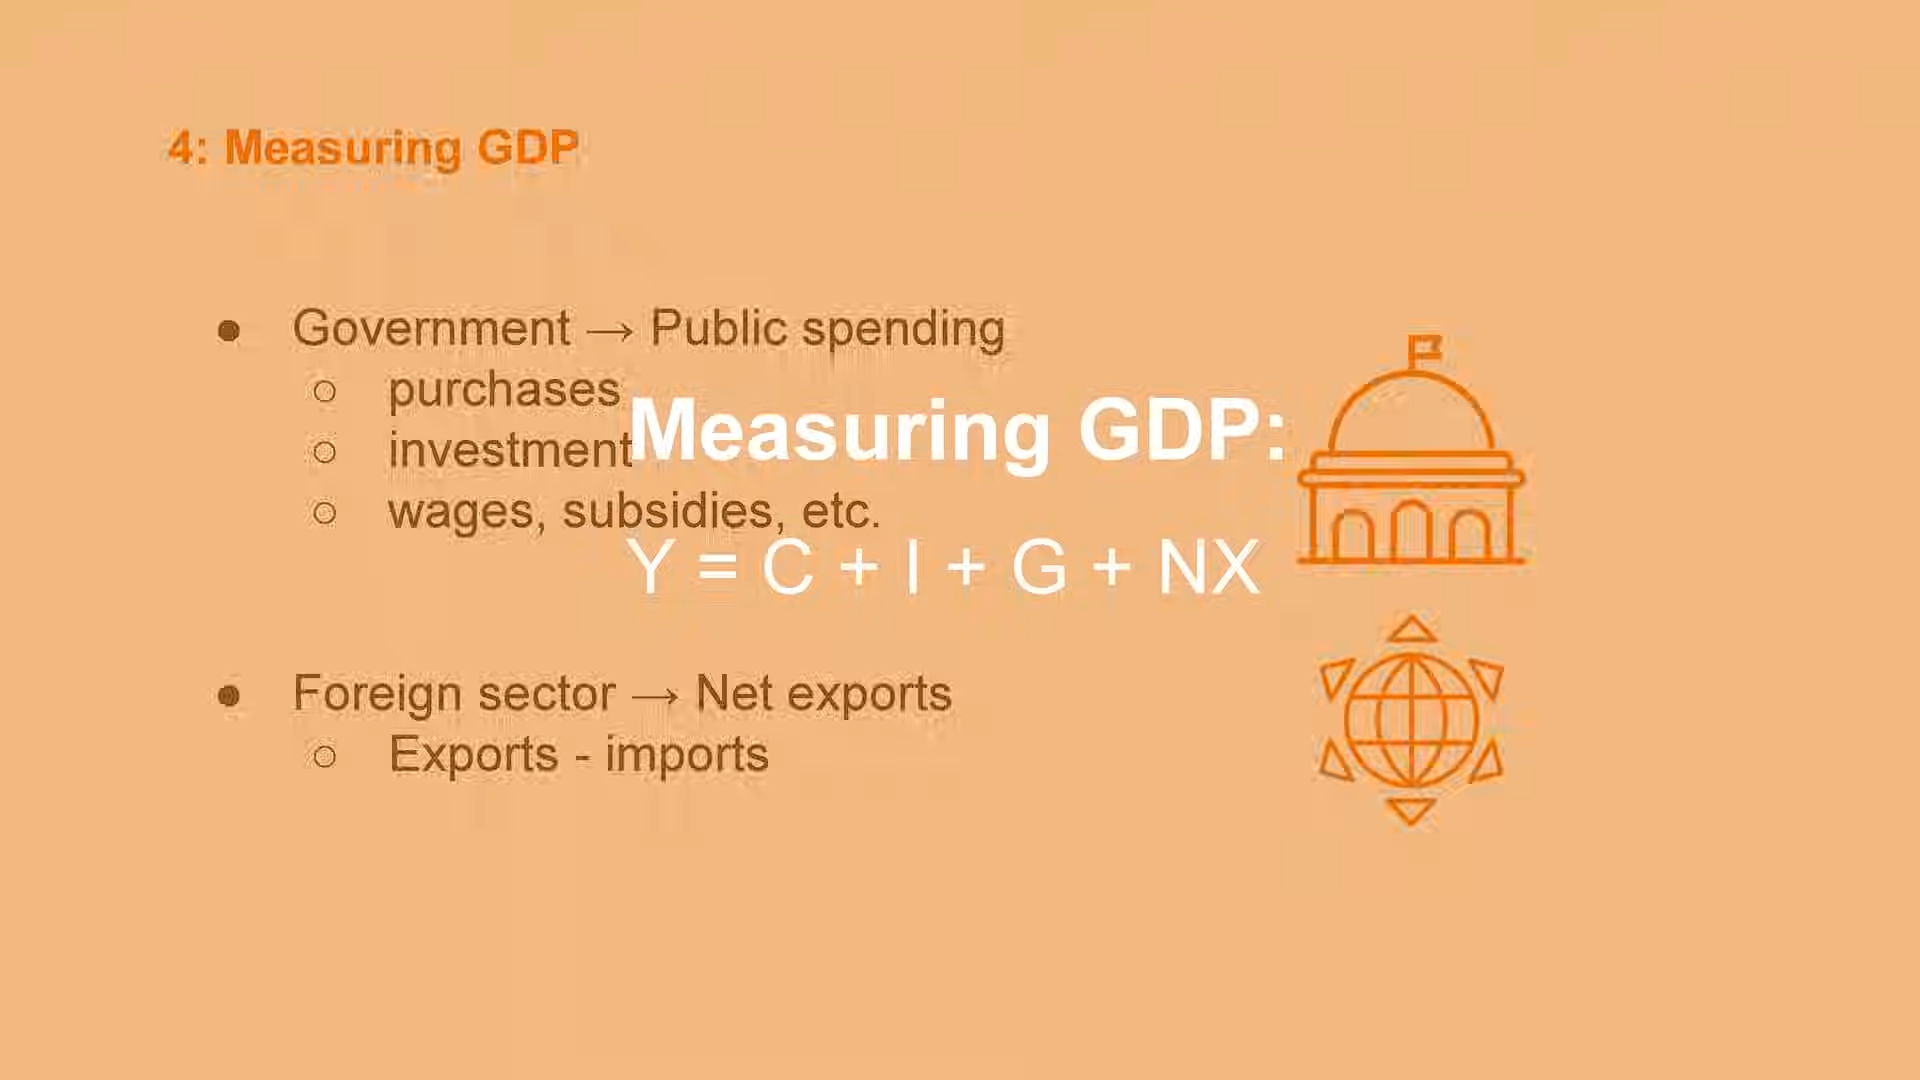 4: Measuring GDP
● Government → Public spending
○ purchases
○ investment
○ wages, subsidies, etc.
Measuring GDP:
Y = C + I + G + NX
● Foreign sector → Net exports
○ Exports - imports